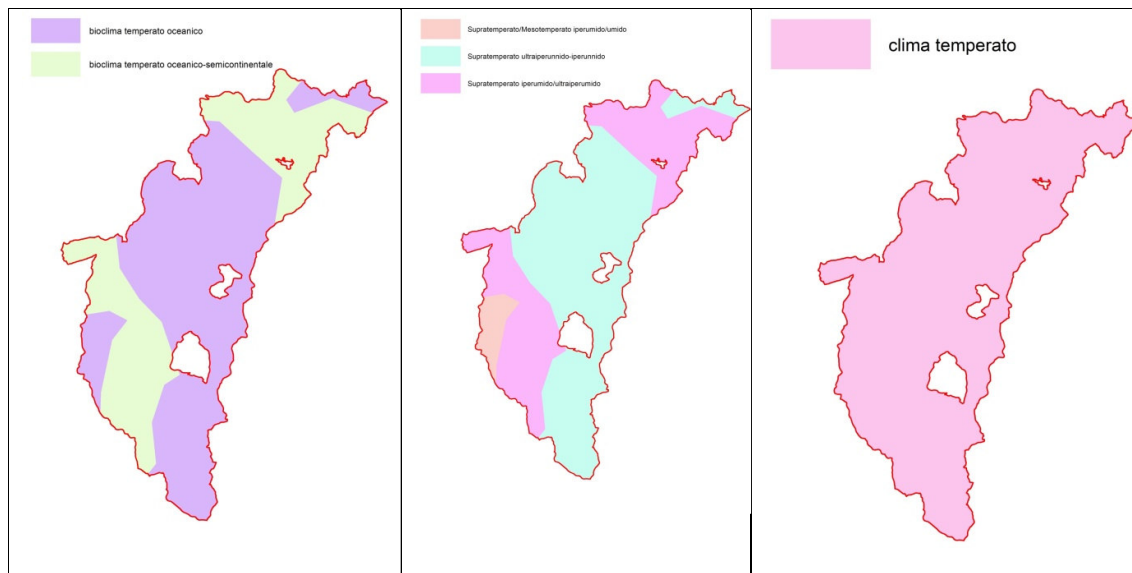 bioclima temperato oceanico
bioclima temperato oceanico-semicontinentale
Supratemperato/Mesotemperato iperumido/umido
Supratemperato ultraiperunnido-iperunnido
Supratemperato iperumido/ultraiperumido
clima temperato